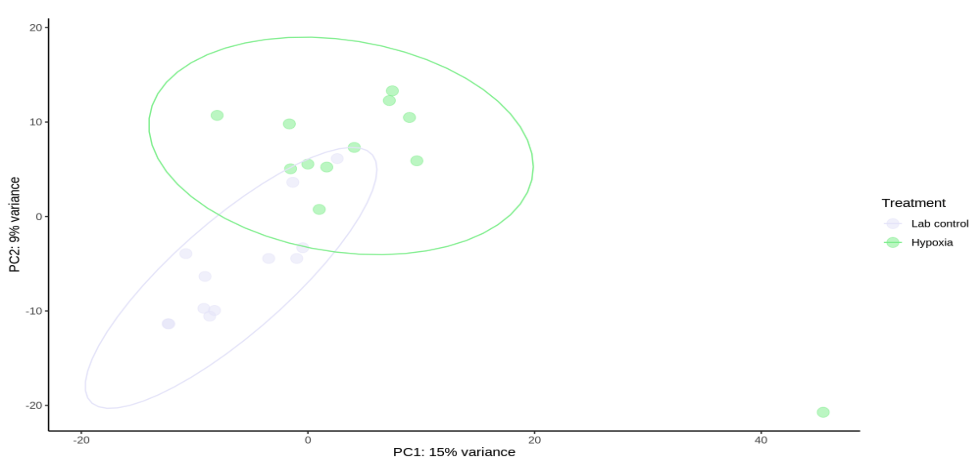 20
10
0
-10
-20
PC2: 9% variance
-20
0
20
40
PC1: 15% variance
Treatment
Lab control
Hypoxia